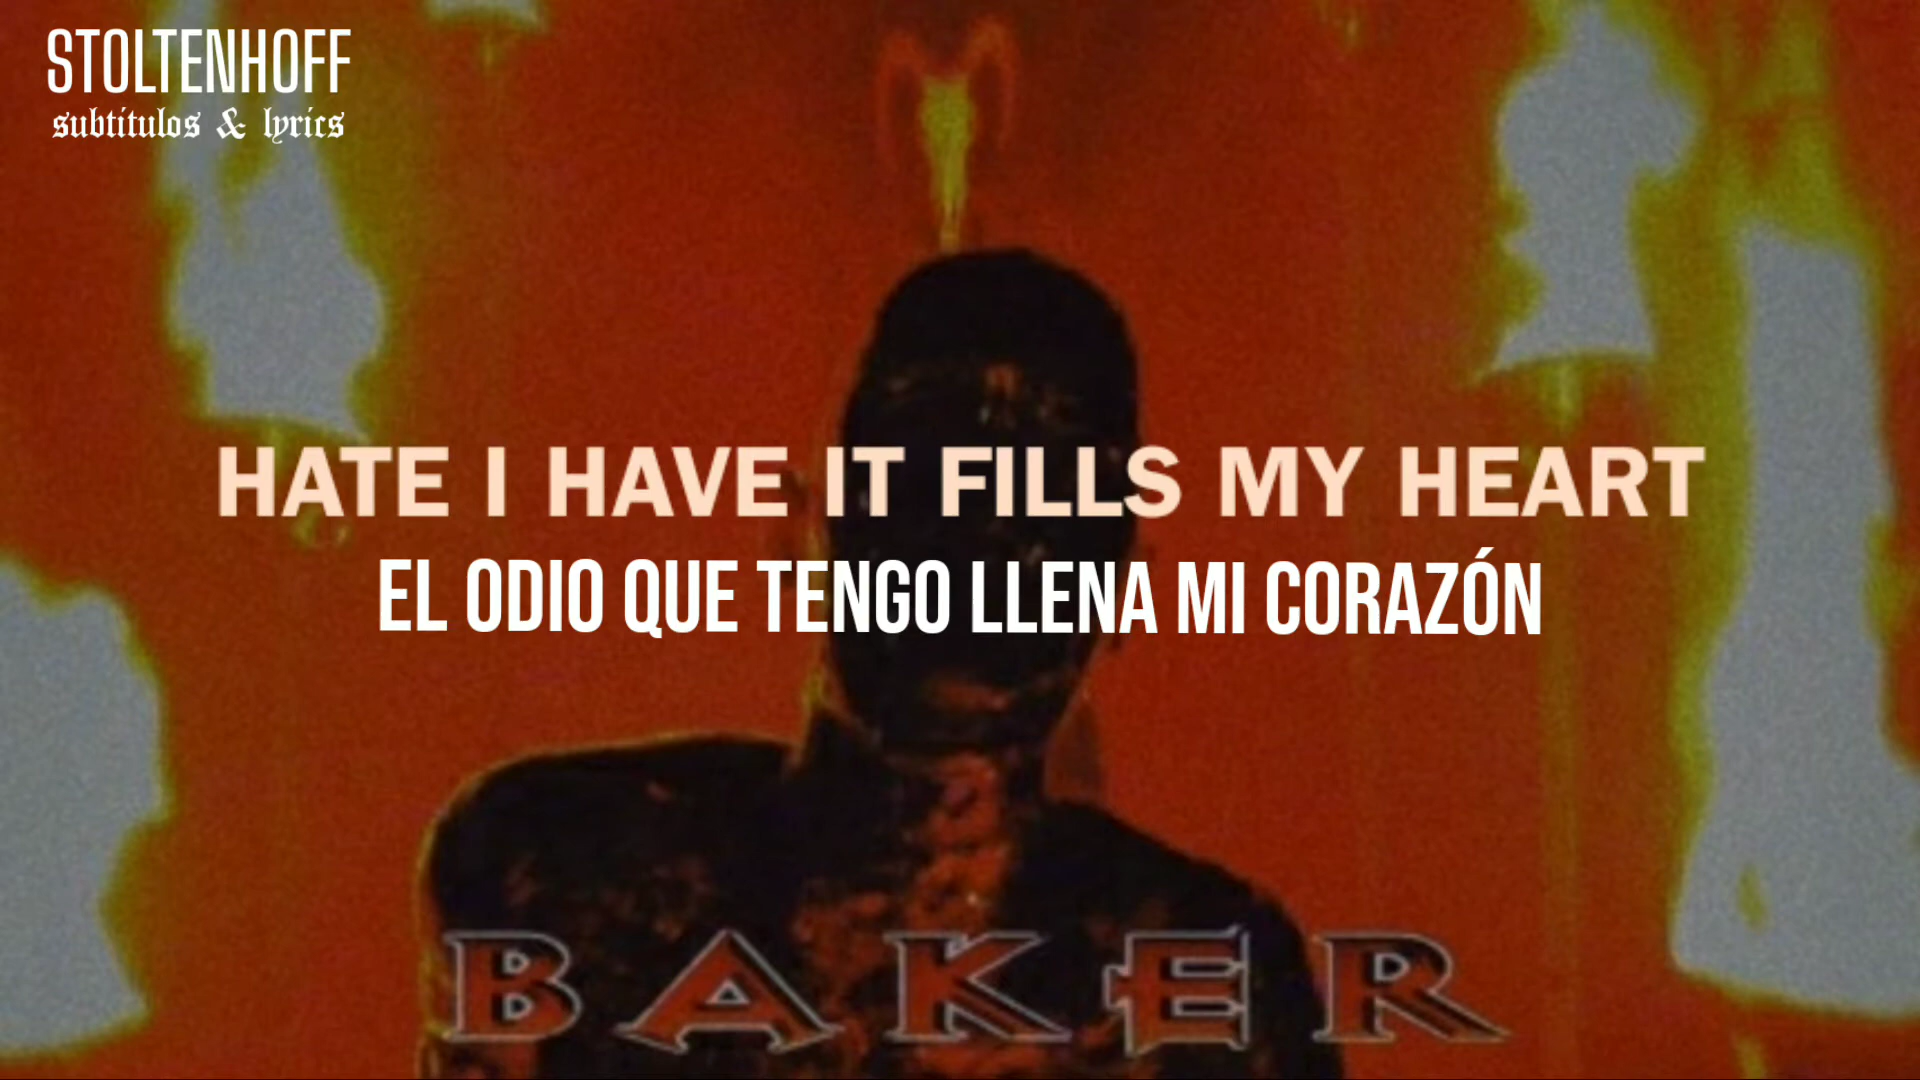 STOLTENHOFF
subtítulos & lyrics
HATE I HAVE IT FILLS MY HEART
EL ODIO QUE TENGO LLENA MI CORAZÓN
BAKER